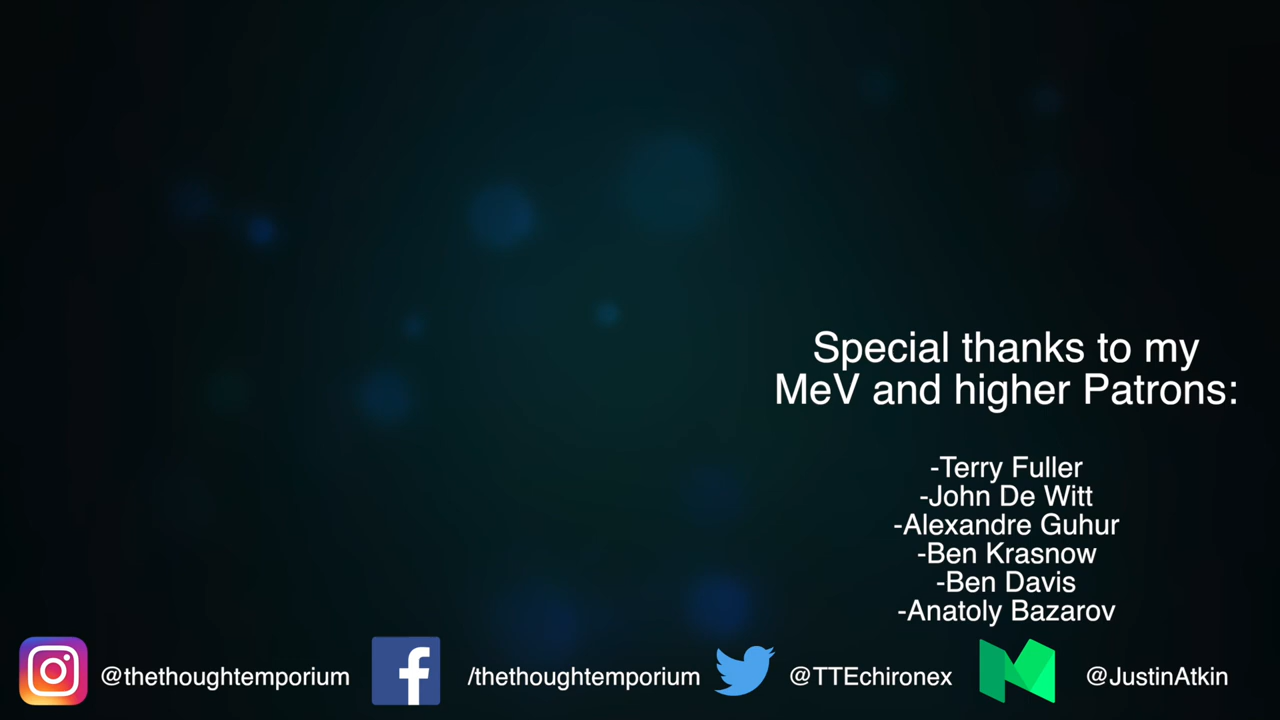 Special thanks to my
MeV and higher Patrons:
-Terry Fuller
-John De Witt
-Alexandre Guhur
-Ben Krasnow
-Ben Davis
-Anatoly Bazarov
@thethoughtemporium /thethoughtemporium @TTEchironex @JustinAtkin